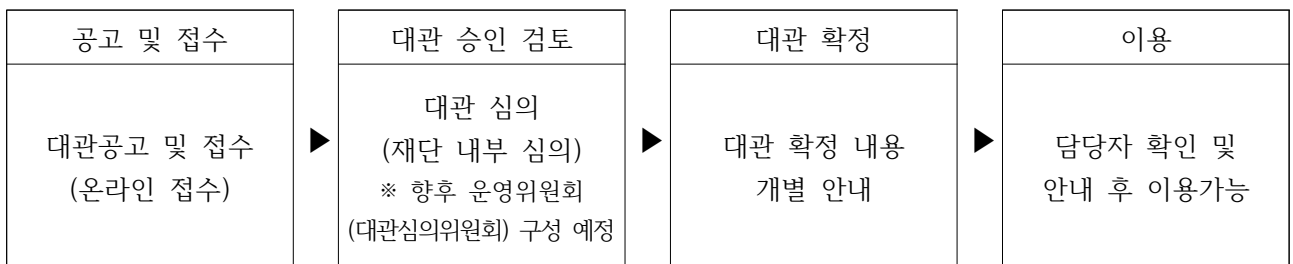 공고 및 접수
대관공고 및 접수
(온라인 접수)
▶
대관 승인 검토
대관 심의
(재단 내부 심의)
※ 향후 운영위원회
(대관심의위원회) 구성 예정
▶
대관 확정
대관 확정 내용
개별 안내
▶
이용
담당자 확인 및
안내 후 이용가능